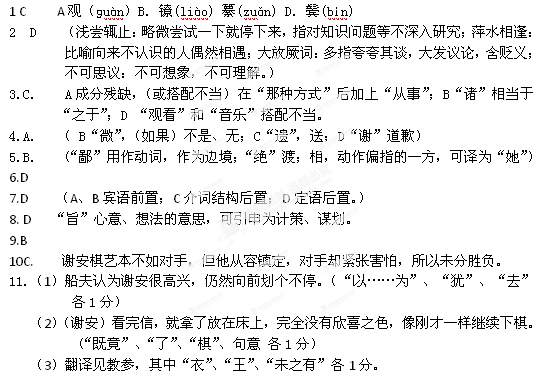 1 C A观（guàn）B. 镣(liào) 纂(zuǎn) D. 鬓(bìn)
2 D （浅尝辄止：略微尝试一下就停下来，指对知识问题等不深入研究；萍水相逢：
比喻向来不认识的人偶然相遇；大放厥词：多指夸夸其谈，大发议论，含贬义；
不可思议：不可想象，不可理解。）
3. C. A成分残缺，（或搭配不当）在“那种方式”后加上“从事”；B“诸”相当于
“之于”；D “观看”和“音乐”搭配不当。
4. A. （ B“微”，（如果）不是、无；C“遗”，送；D“谢”道歉）
5. B. （“鄙”用作动词，作为边境；“绝”渡；相，动作偏指的一方，可译为“她”）
6.D
7.D （A、B宾语前置；C介词结构后置；D定语后置。）
8. D “旨”心意、想法的意思，可引申为计策、谋划。
9.B
10C. 谢安棋艺本不如对手，但他从容镇定，对手却紧张害怕，所以未分胜负。
11.（1）船夫认为谢安很高兴，仍然向前划个不停。（“以……为”、“犹”、“去”
各1分）
（2）（谢安）看完信，就拿了放在床上，完全没有欣喜之色，像刚才一样继续下棋。
（“既竟”、“了”、“棋”、句意 各1分）
（3）翻译见教参，其中“衣”、“王”、“未之有”各1分。